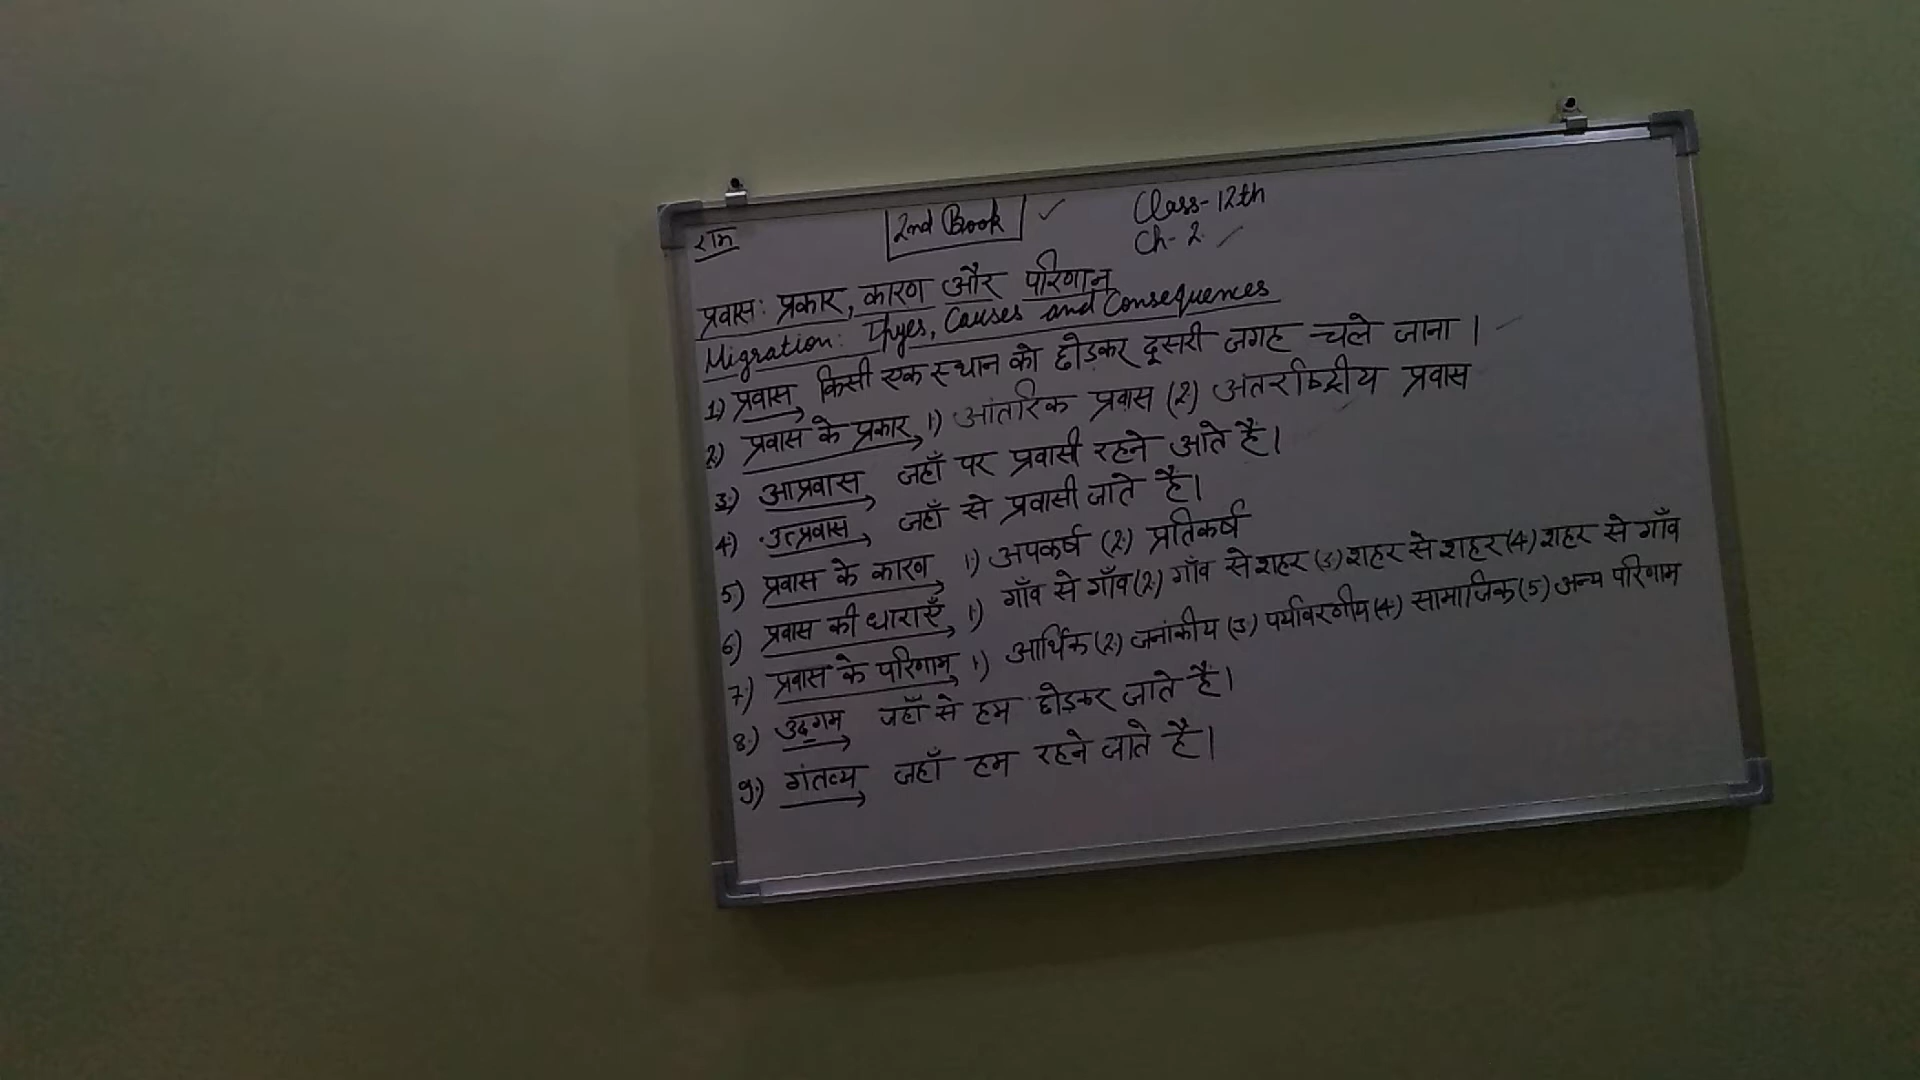 राम
2nd Book
Class-12th
Ch-2
प्रवास: प्रकार, कारण और परिणाम
Migration: Types, Causes and Consequences
1) प्रवास किसी एक स्थान को छोड़कर दूसरी जगह चले जाना।
2) प्रवास के प्रकार 1) आंतरिक प्रवास (2) अंतर्राष्ट्रीय प्रवास
3) आप्रवास जहाँ पर प्रवासी रहने आते है।
4) उत्प्रवास जहाँ से प्रवासी जाते है।
5) प्रवास के कारण 1) अपकर्ष (2) प्रतिकर्ष
6) प्रवास की धाराएँ 1) गाँव से गाँव (2) गाँव से शहर (3) शहर से शहर (4) शहर से गाँव
7) प्रवास के परिणाम 1) आर्थिक (2) जनांकीय (3) पर्यावरणीय (4) सामाजिक (5) अन्य परिणाम
8) उद्गम जहाँ से हम छोड़कर जाते है।
9) गंतव्य जहाँ हम रहने जाते है।